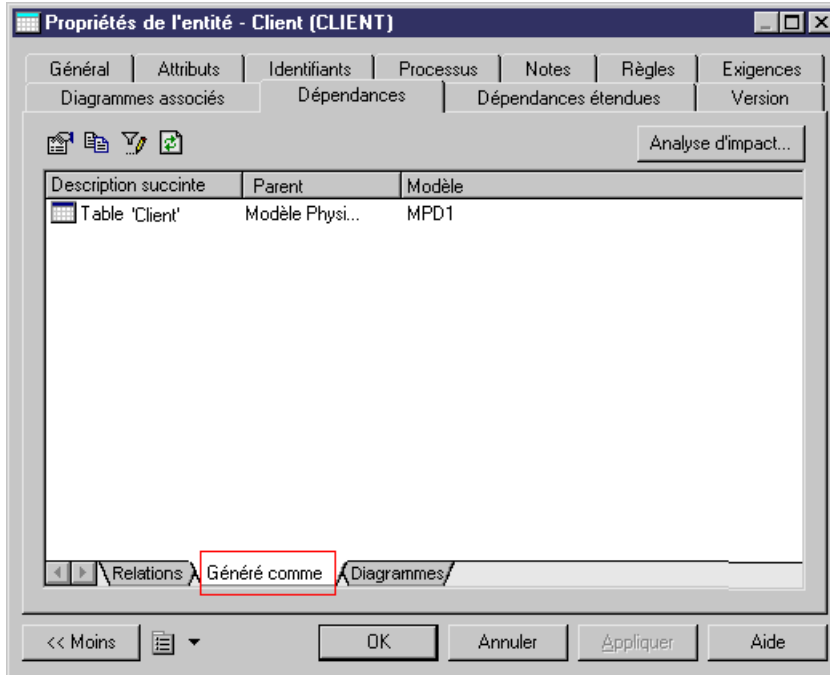 Propriétés de l'entité - Client (CLIENT)
Général Attributs Identifiants Processus Notes Règles Exigences
Diagrammes associés Dépendances Dépendances étendues Version
Analyse d'impact...
Description succinte Parent Modèle
Table 'Client' Modèle Physi... MPD1
Relations Généré comme Diagrammes
<< Moins OK Annuler Appliquer Aide